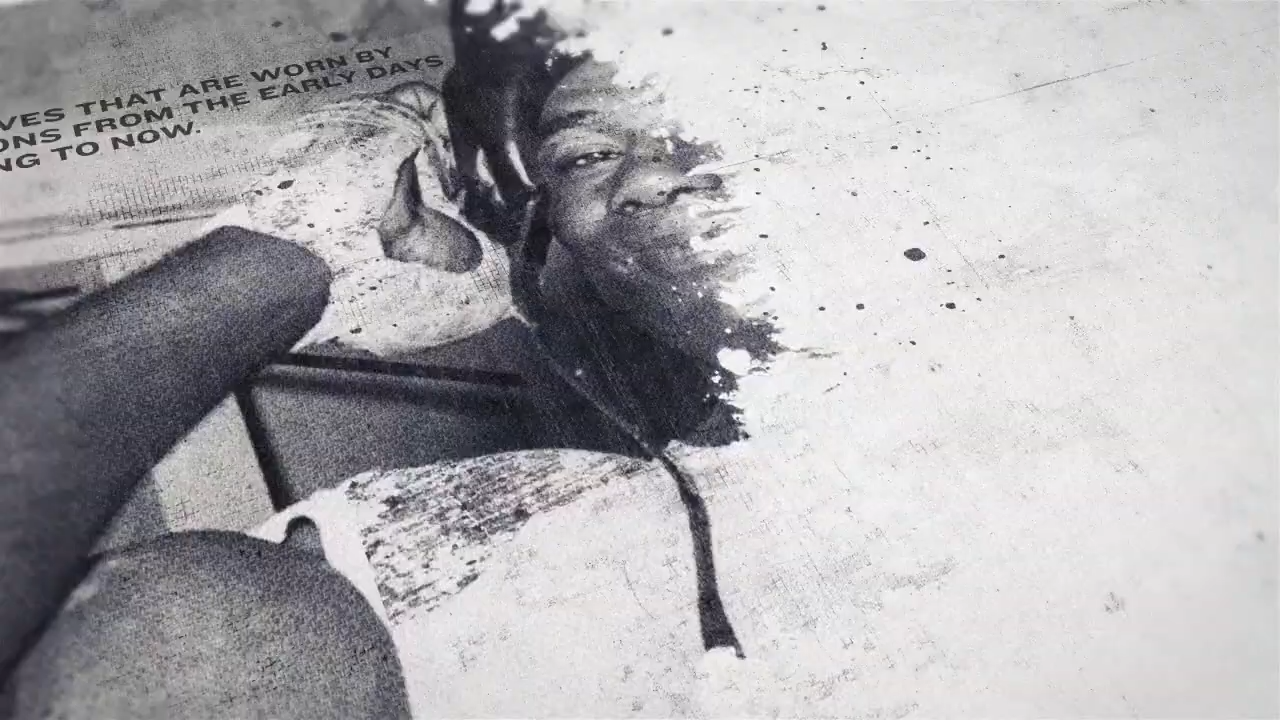 VES THAT ARE WORN BY
ONS FROM THE EARLY DAYS
NG TO NOW.